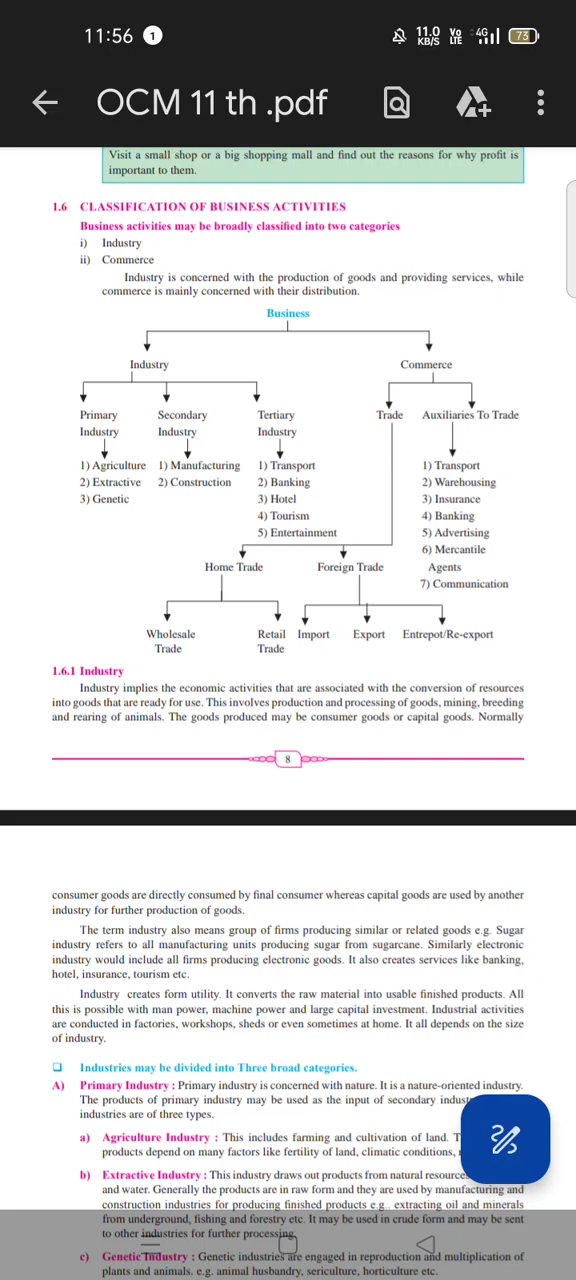 11:56 1 11.0 KB/S Vo LTE 4G 73
OCM 11 th .pdf
Visit a small shop or a big shopping mall and find out the reasons for why profit is
important to them.
1.6 CLASSIFICATION OF BUSINESS ACTIVITIES
Business activities may be broadly classified into two categories
i) Industry
ii) Commerce
Industry is concerned with the production of goods and providing services, while
commerce is mainly concerned with their distribution.
Business
Industry Commerce
Primary Secondary Tertiary Trade Auxiliaries To Trade
Industry Industry Industry
1) Agriculture 1) Manufacturing 1) Transport 1) Transport
2) Extractive 2) Construction 2) Banking 2) Warehousing
3) Genetic 3) Hotel 3) Insurance
4) Tourism 4) Banking
5) Entertainment 5) Advertising
6) Mercantile
Home Trade Foreign Trade Agents
7) Communication
Wholesale Retail Import Export Entrepot/Re-export
Trade Trade
1.6.1 Industry
Industry implies the economic activities that are associated with the conversion of resources
into goods that are ready for use. This involves production and processing of goods, mining, breeding
and rearing of animals. The goods produced may be consumer goods or capital goods. Normally
8
consumer goods are directly consumed by final consumer whereas capital goods are used by another
industry for further production of goods.
The term industry also means group of firms producing similar or related goods e.g. Sugar
industry refers to all manufacturing units producing sugar from sugarcane. Similarly electronic
industry would include all firms producing electronic goods. It also creates services like banking,
hotel, insurance, tourism etc.
Industry creates form utility. It converts the raw material into usable finished products. All
this is possible with man power, machine power and large capital investment. Industrial activities
are conducted in factories, workshops, sheds or even sometimes at home. It all depends on the size
of industry.
Industries may be divided into Three broad categories.
A) Primary Industry : Primary industry is concerned with nature. It is a nature-oriented industry.
The products of primary industry may be used as the input of secondary
industries are of three types.
a) Agriculture Industry : This includes farming and cultivation of land.
products depend on many factors like fertility of land, climatic conditions,
b) Extractive Industry : This industry draws out products from natural
and water. Generally the products are in raw form and they are used by manufacturing and
construction industries for producing finished products e.g.. extracting oil and minerals
from underground, fishing and forestry etc. It may be used in crude form and may be sent
to other industries for further processing.
c) Genetic Industry : Genetic industries are engaged in reproduction and multiplication of
plants and animals. e.g. animal husbandry, sericulture, horticulture etc.